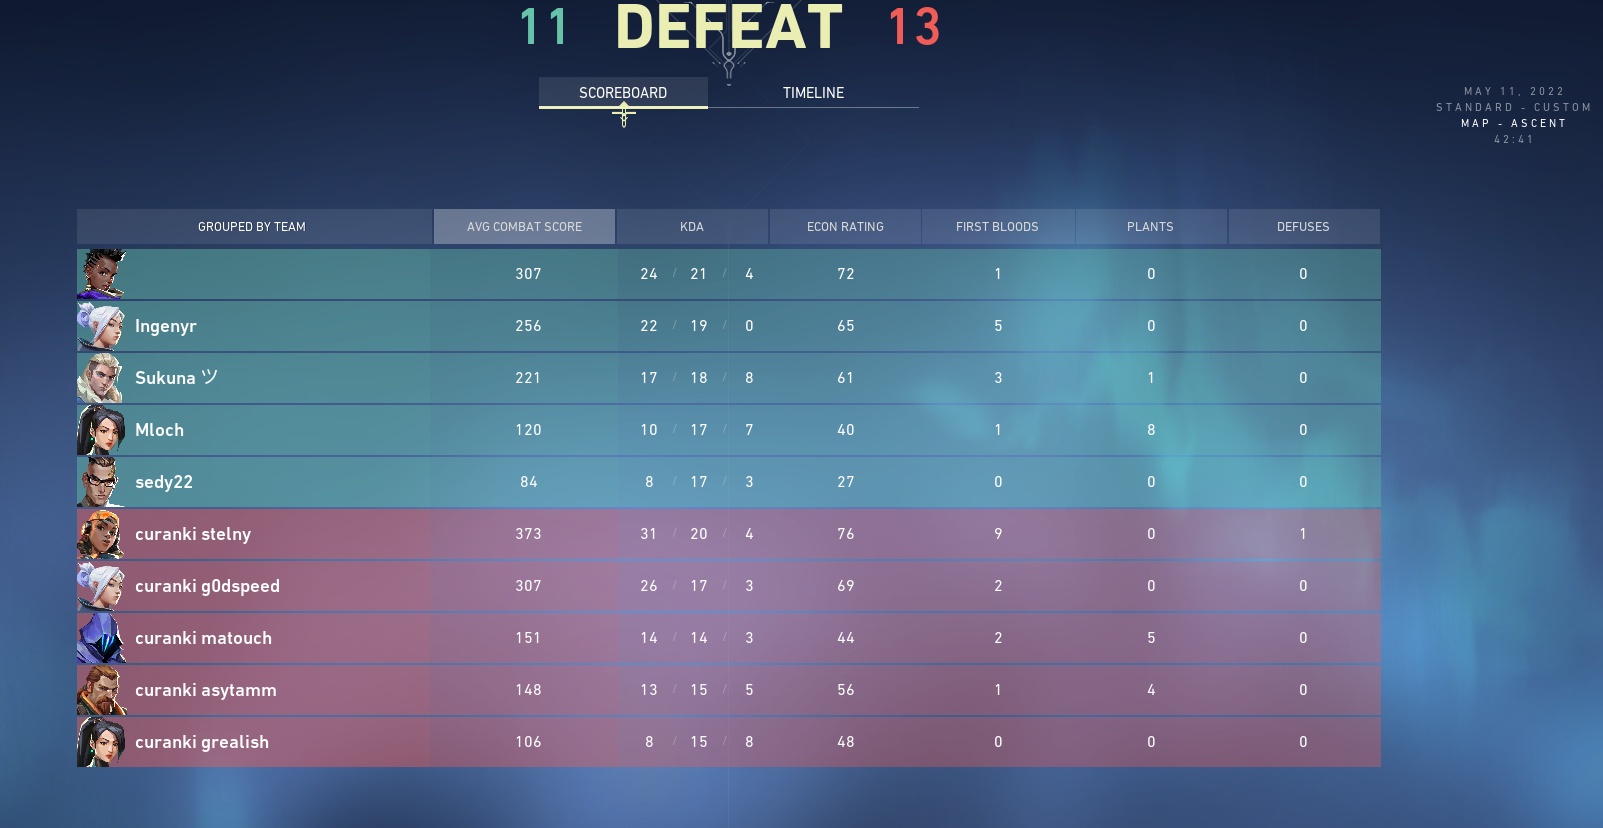 11 DEFEAT 13
SCOREBOARD TIMELINE
MAY 11, 2022
STANDARD - CUSTOM
MAP - ASCENT
42:41
GROUPED BY TEAM AVG COMBAT SCORE KDA ECON RATING FIRST BLOODS PLANTS DEFUSES
307 24 / 21 / 4 72 1 0 0
Ingenyr 256 22 / 19 / 0 65 5 0 0
Sukuna ツ 221 17 / 18 / 8 61 3 1 0
Mloch 120 10 / 17 / 7 40 1 8 0
sedy22 84 8 / 17 / 3 27 0 0 0
curanki stelny 373 31 / 20 / 4 76 9 0 1
curanki g0dspeed 307 26 / 17 / 3 69 2 0 0
curanki matouch 151 14 / 14 / 3 44 2 5 0
curanki asytamm 148 13 / 15 / 5 56 1 4 0
curanki grealish 106 8 / 15 / 8 48 0 0 0